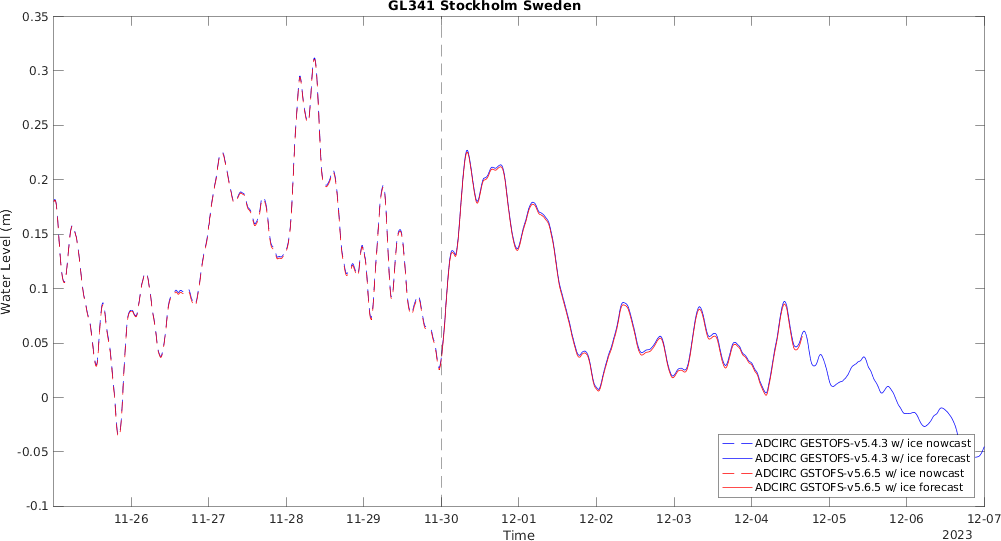 GL341 Stockholm Sweden
0.35
0.3
0.25
0.2
0.15
0.1
0.05
0
-0.05
-0.1
Water Level (m)
ADCIRC GESTOFS-v5.4.3 w/ ice nowcast
ADCIRC GESTOFS-v5.4.3 w/ ice forecast
ADCIRC GSTOFS-v5.6.5 w/ ice nowcast
ADCIRC GSTOFS-v5.6.5 w/ ice forecast
11-26 11-27 11-28 11-29 11-30 12-01 12-02 12-03 12-04 12-05 12-06 12-07
Time
2023